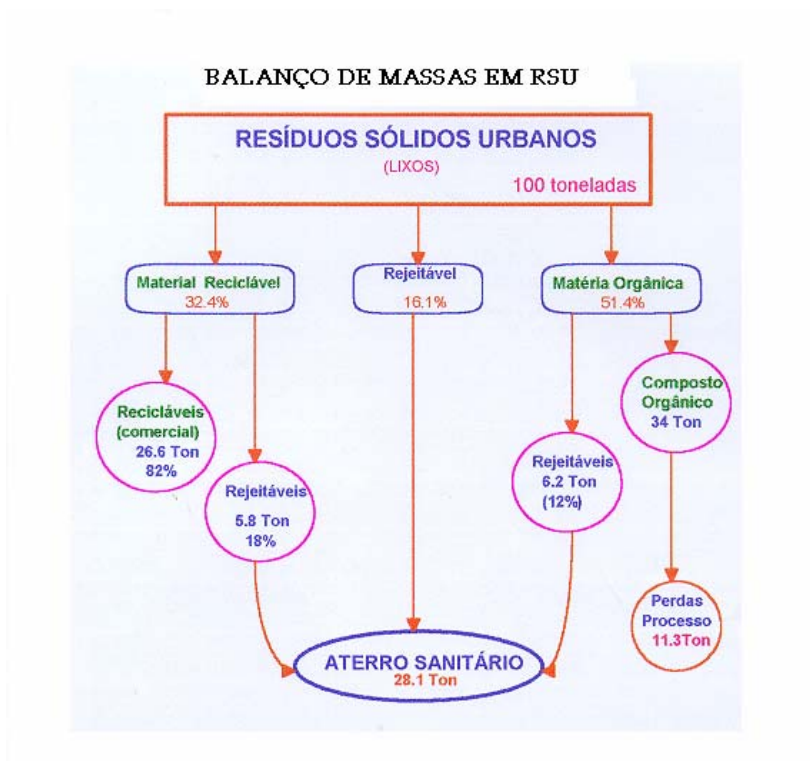 BALANÇO DE MASSAS EM RSU
RESÍDUOS SÓLIDOS URBANOS
(LIXOS)
100 toneladas
Material Reciclável
32.4%
Rejeitável
16.1%
Matéria Orgânica
51.4%
Recicláveis
(comercial)
26.6 Ton
82%
Rejeitáveis
5.8 Ton
18%
Rejeitáveis
6.2 Ton
(12%)
Composto
Orgânico
34 Ton
Perdas
Processo
11.3Ton
ATERRO SANITÁRIO
28.1 Ton